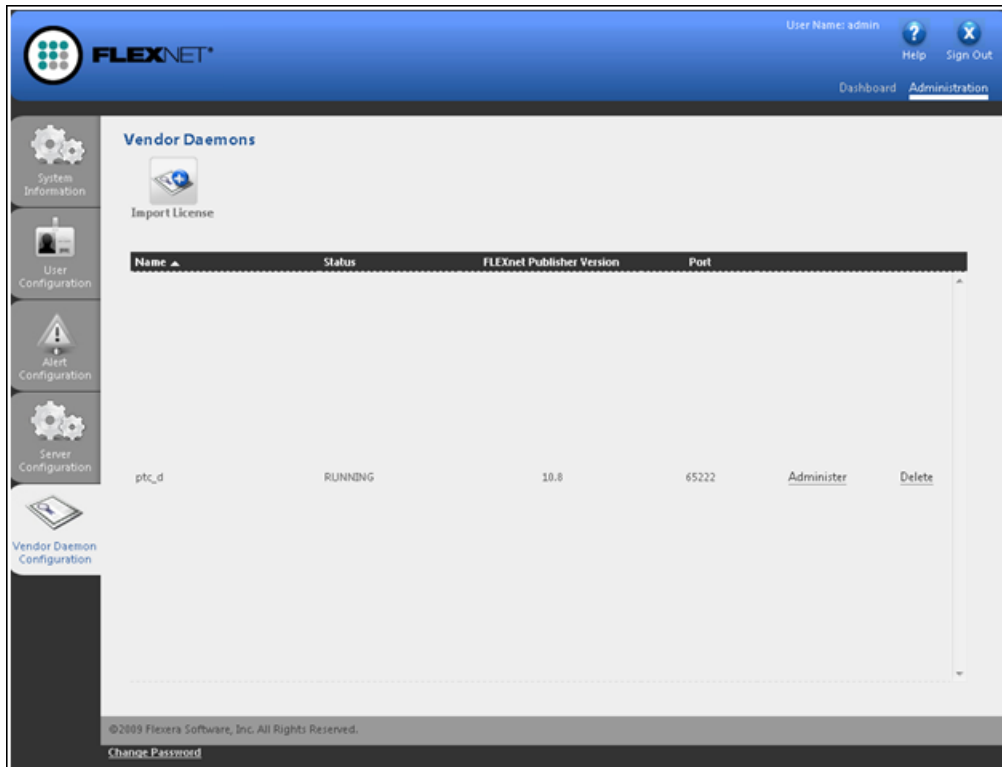 User Name: admin
Help
Sign Out
FLEXNET
Dashboard
Administration
System
Information
User
Configuration
Alert
Configuration
Server
Configuration
Vendor Daemon
Configuration
Vendor Daemons
Import License
Name Status FLEXnet Publisher Version Port
ptc_d RUNNING 10.8 65222 Administer Delete
©2009 Flexera Software, Inc. All Rights Reserved.
Change Password